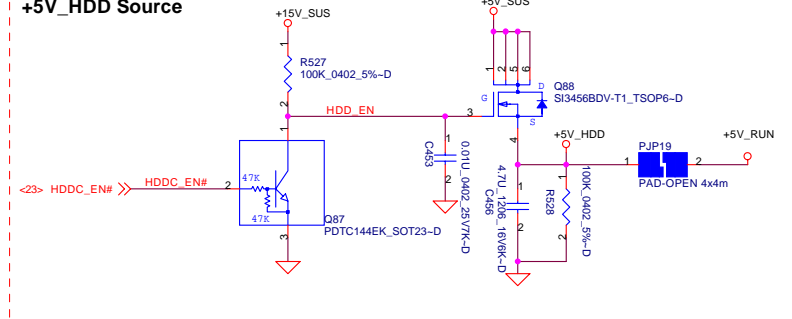 +5V_HDD Source
+15V_SUS
+5V_SUS
1
R527
100K_0402_5%~D
2
1
2
5
6
D
Q88
SI3456BDV-T1_TSOP6~D
G
S
HDD_EN
3
1
4
+5V_HDD
PJP19
+5V_RUN
1
2
PAD-OPEN 4x4m
1
C453
0.01U_0402_25V7K~D
2
1
4.7U_1206_16V6K~D
C456
2
1
100K_0402_5%~D
R528
2
<23> HDDC_EN#
HDDC_EN#
2
47K
47K
Q87
PDTC144EK_SOT23~D
3